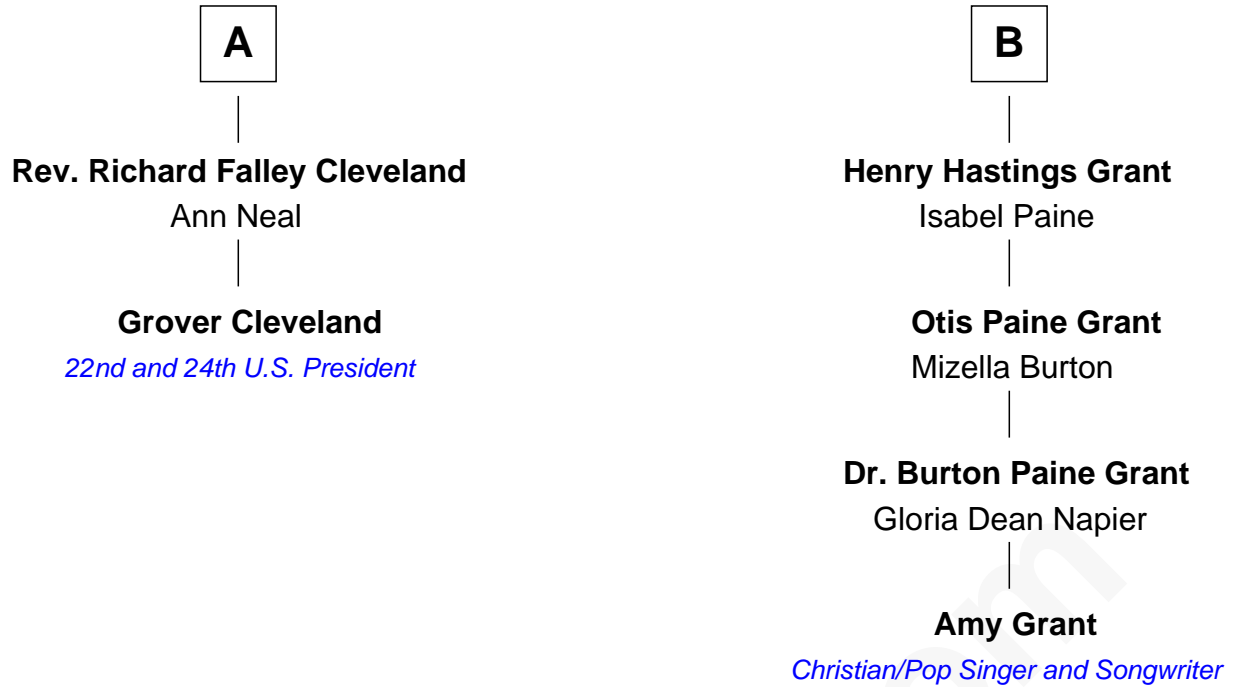 A
Rev. Richard Falley Cleveland
Ann Neal
Grover Cleveland
22nd and 24th U.S. President
B
Henry Hastings Grant
Isabel Paine
Otis Paine Grant
Mizella Burton
Dr. Burton Paine Grant
Gloria Dean Napier
Amy Grant
Christian/Pop Singer and Songwriter